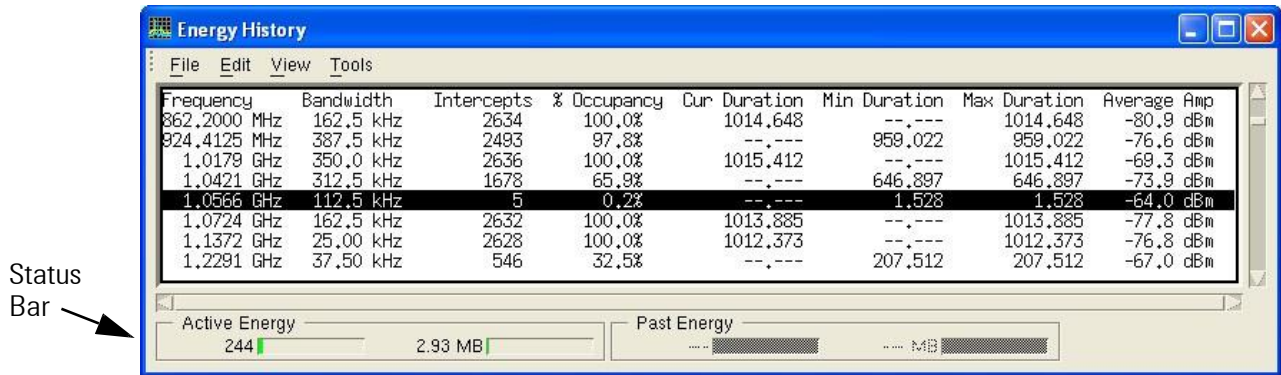 Energy History
File Edit View Tools
Frequency Bandwidth Intercepts % Occupancy Cur Duration Min Duration Max Duration Average Amp
862.2000 MHz 162.5 kHz 2634 100.0% 1014.648 --.--- 1014.648 -80.9 dBm
924.4125 MHz 387.5 kHz 2493 97.8% --.--- 959.022 959.022 -76.6 dBm
1.0179 GHz 350.0 kHz 2636 100.0% 1015.412 --.--- 1015.412 -69.3 dBm
1.0421 GHz 312.5 kHz 1678 65.9% --.--- 646.897 646.897 -73.9 dBm
1.0566 GHz 112.5 kHz 5 0.2% --.--- 1.528 1.528 -64.0 dBm
1.0724 GHz 162.5 kHz 2632 100.0% 1013.885 --.--- 1013.885 -77.8 dBm
1.1372 GHz 25.00 kHz 2628 100.0% 1012.373 --.--- 1012.373 -76.8 dBm
1.2291 GHz 37.50 kHz 546 32.5% --.--- 207.512 207.512 -67.0 dBm
Status
Bar
Active Energy Past Energy
244 2.93 MB --- --- MB